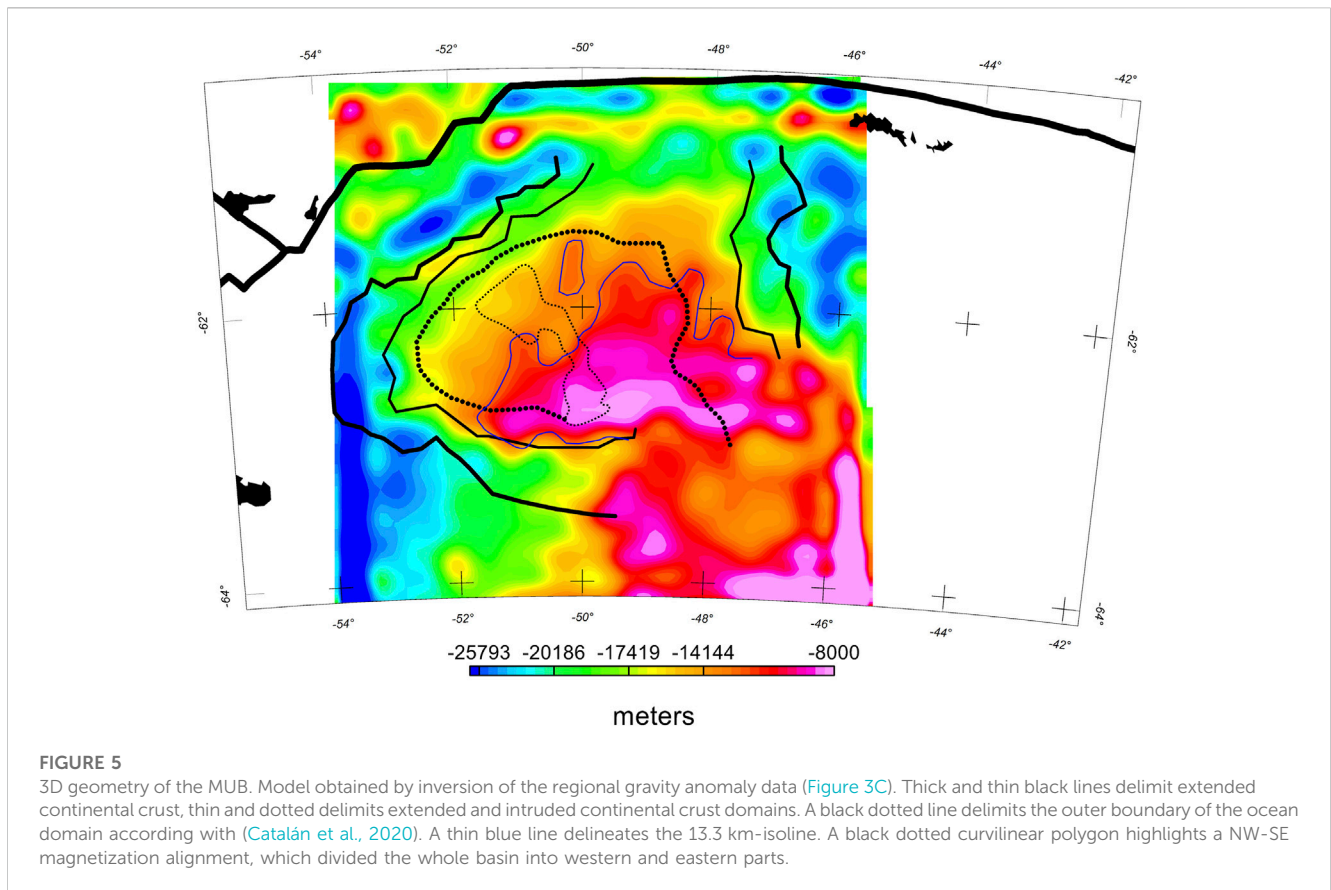 -54°
-52°
-50°
-48°
-46°
-44°
-42°
-62°
-62°
-64°
-64°
-54°
-52°
-50°
-48°
-46°
-44°
-42°
-25793 -20186 -17419 -14144 -8000
meters
FIGURE 5
3D geometry of the MUB. Model obtained by inversion of the regional gravity anomaly data (Figure 3C). Thick and thin black lines delimit extended
continental crust, thin and dotted delimits extended and intruded continental crust domains. A black dotted line delimits the outer boundary of the ocean
domain according with (Catalán et al., 2020). A thin blue line delineates the 13.3 km-isoline. A black dotted curvilinear polygon highlights a NW-SE
magnetization alignment, which divided the whole basin into western and eastern parts.